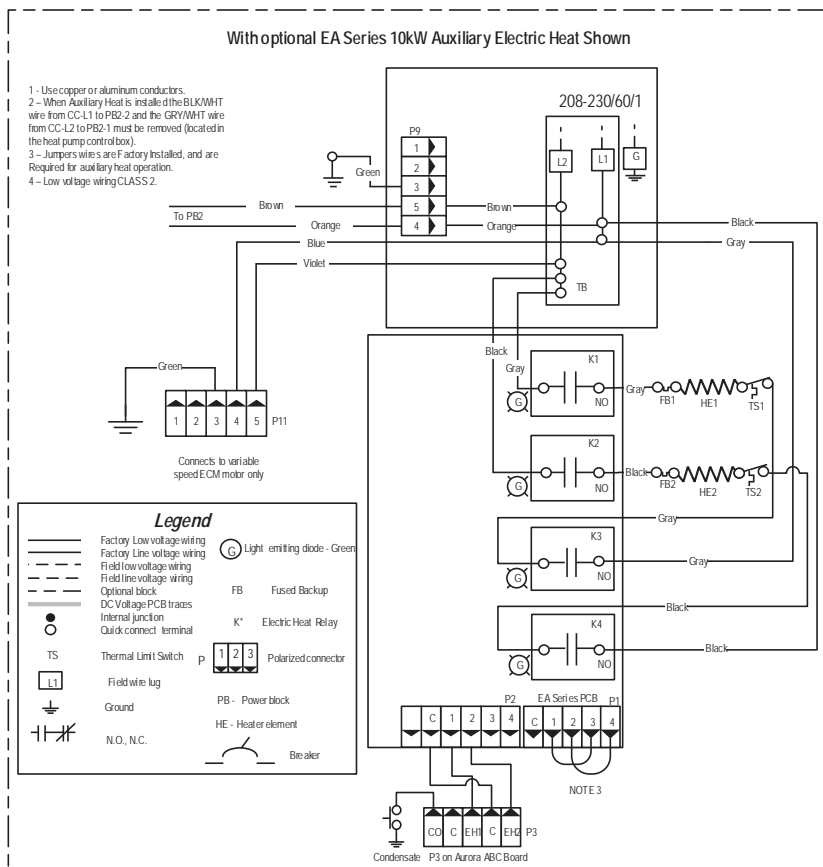 With optional EA Series 10kW Auxiliary Electric Heat Shown
1 - Use copper or aluminum conductors.
2 – When Auxiliary Heat is installed the BLK/WHT
wire from CC-L1 to PB2-2 and the GRY/WHT wire
from CC-L2 to PB2-1 must be removed (located in
the heat pump control box).
3 – Jumpers wires are Factory Installed, and are
Required for auxiliary heat operation.
4 – Low voltage wiring CLASS 2.
208-230/60/1
P9
1
2
3
5
4
Green
L2
L1
G
To PB2
Brown
Brown
Orange
Orange
Black
Blue
Gray
Violet
TB
Black
Gray
Green
1 2 3 4 5
P11
Connects to variable
speed ECM motor only
K1
G
NO
Gray
FB1
HE1
TS1
K2
G
NO
Black
FB2
HE2
TS2
Gray
K3
G
NO
Gray
Black
K4
G
NO
Black
Legend
Factory Low voltage wiring
Factory Line voltage wiring
Field low voltage wiring
Field line voltage wiring
Optional block
DC Voltage PCB traces
Internal junction
Quick connect terminal
TS Thermal Limit Switch
L1 Field wire lug
Ground
N.O., N.C.
G Light emitting diode - Green
FB Fused Backup
K* Electric Heat Relay
P 1 2 3 Polarized connector
PB - Power block
HE - Heater element
Breaker
P2
C 1 2 3 4
EA Series PCB
P1
C 1 2 3 4
NOTE 3
CO C EH1 C EH2 P3
Condensate
P3 on Aurora ABC Board